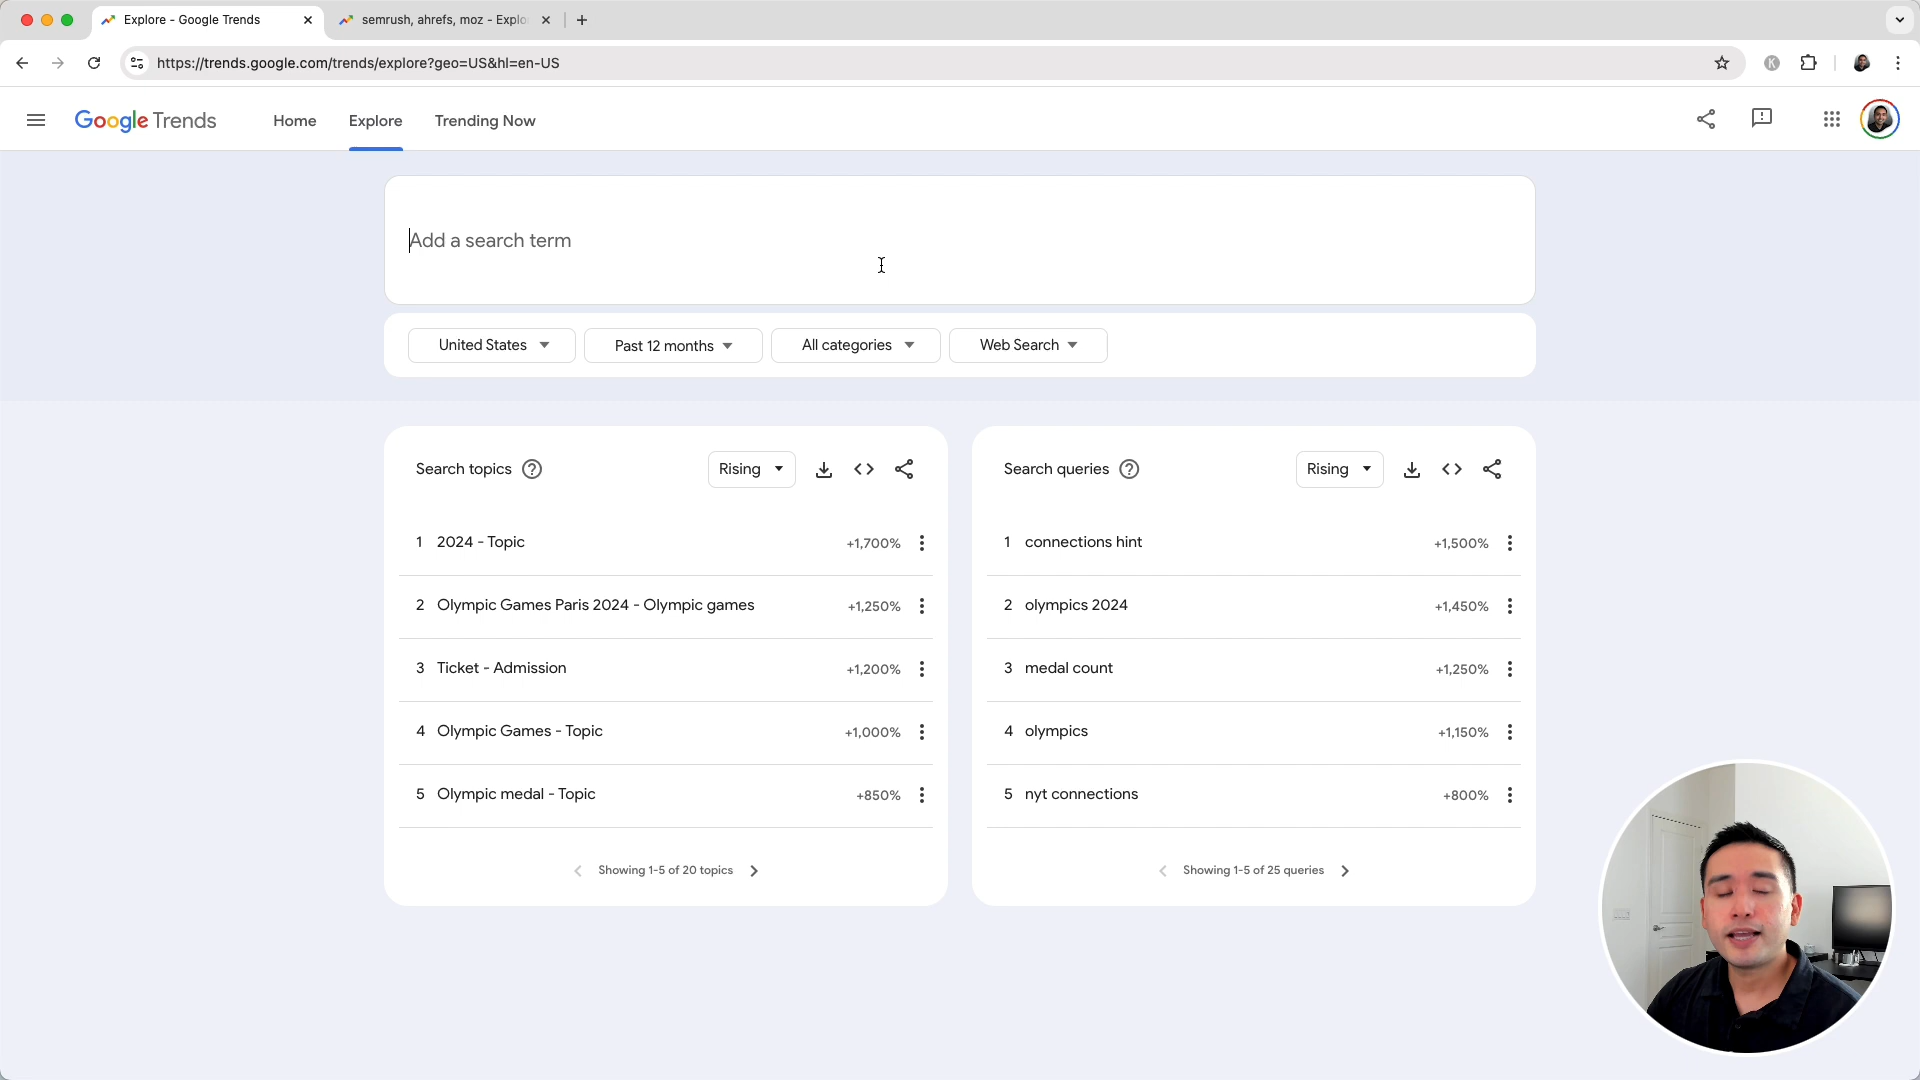 Explore - Google Trends
semrush, ahrefs, moz - Explo
https://trends.google.com/trends/explore?geo=US&hl=en-US
K
Google Trends
Home
Explore
Trending Now
Add a search term
United States
Past 12 months
All categories
Web Search
Search topics
Rising
1 2024 - Topic +1,700%
2 Olympic Games Paris 2024 - Olympic games +1,250%
3 Ticket - Admission +1,200%
4 Olympic Games - Topic +1,000%
5 Olympic medal - Topic +850%
Showing 1-5 of 20 topics
Search queries
Rising
1 connections hint +1,500%
2 olympics 2024 +1,450%
3 medal count +1,250%
4 olympics +1,150%
5 nyt connections +800%
Showing 1-5 of 25 queries